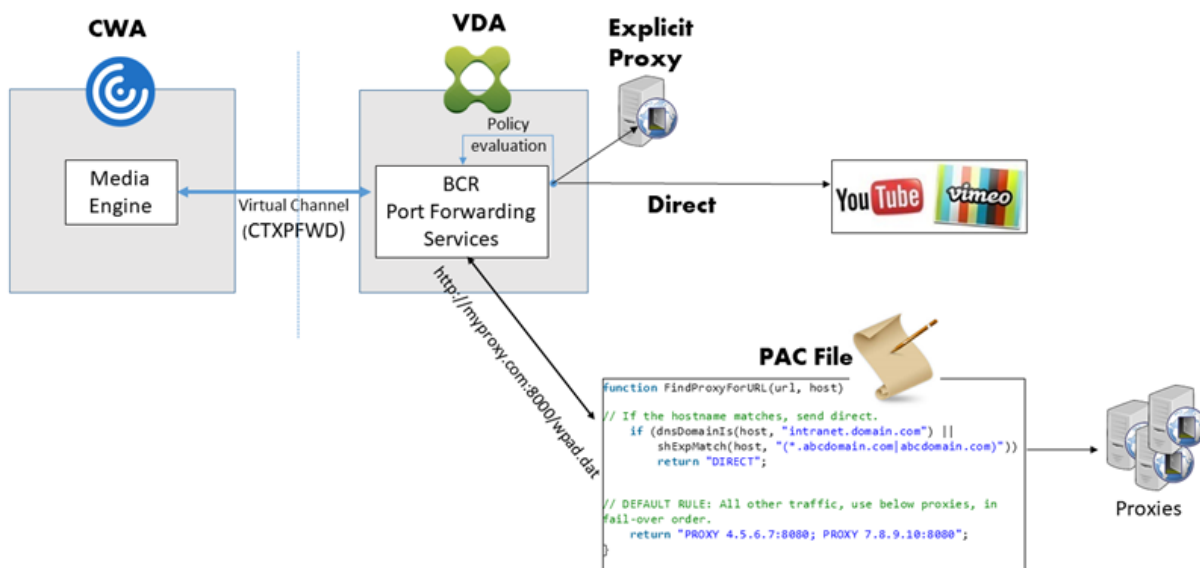 CWA
VDA
Explicit
Proxy
Policy
evaluation
Media
Engine
Virtual Channel
(CTXPFWD)
BCR
Port Forwarding
Services
Direct
YouTube
vimeo
http://myproxy.com:8000/wpad.dat
PAC File
function FindProxyForURL(url, host)
// If the hostname matches, send direct.
if (dnsDomainIs(host, "intranet.domain.com") ||
shExpMatch(host, "(*.abcdomain.com|abcdomain.com)"))
return "DIRECT";
// DEFAULT RULE: All other traffic, use below proxies, in
fail-over order.
return "PROXY 4.5.6.7:8080; PROXY 7.8.9.10:8080";
}
Proxies